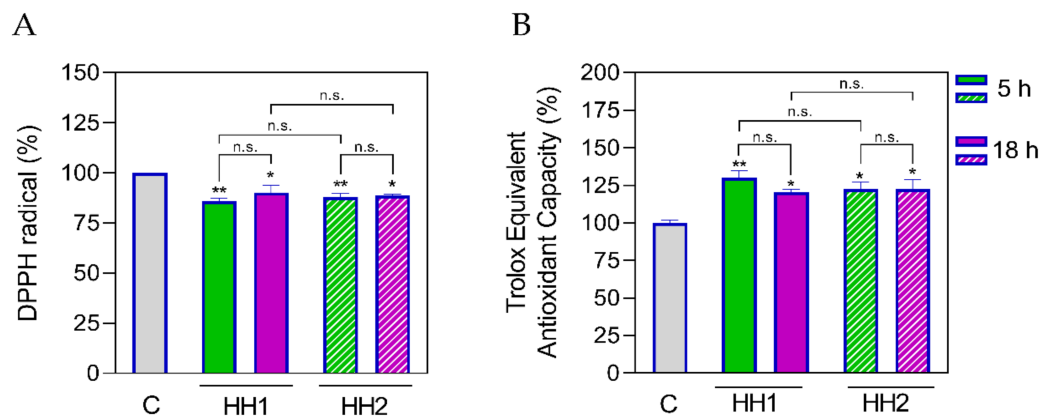 A
DPPH radical (%)
150
125
100
75
50
25
0
n.s.
n.s.
n.s.
n.s.
**
*
**
*
C
HH1
HH2
B
Trolox Equivalent
Antioxidant Capacity (%)
200
175
150
125
100
75
50
25
0
n.s.
n.s.
n.s.
n.s.
**
*
*
*
C
HH1
HH2
5 h
18 h